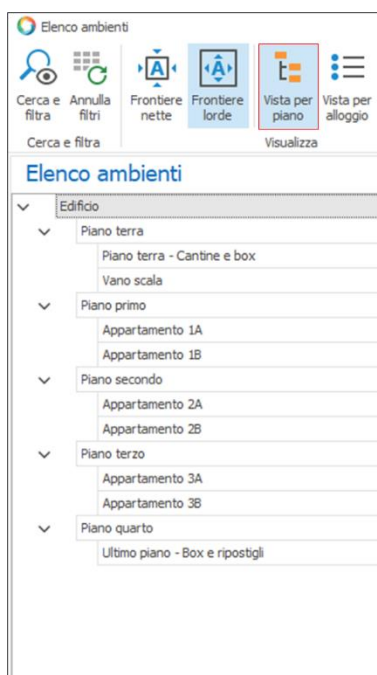 Elenco ambienti
Cerca e filtra
Annulla filtri
Frontiere nette
Frontiere lorde
Vista per piano
Vista per alloggio
Cerca e filtra
Visualizza
Elenco ambienti
Edificio
Piano terra
Piano terra - Cantine e box
Vano scala
Piano primo
Appartamento 1A
Appartamento 1B
Piano secondo
Appartamento 2A
Appartamento 2B
Piano terzo
Appartamento 3A
Appartamento 3B
Piano quarto
Ultimo piano - Box e ripostigli